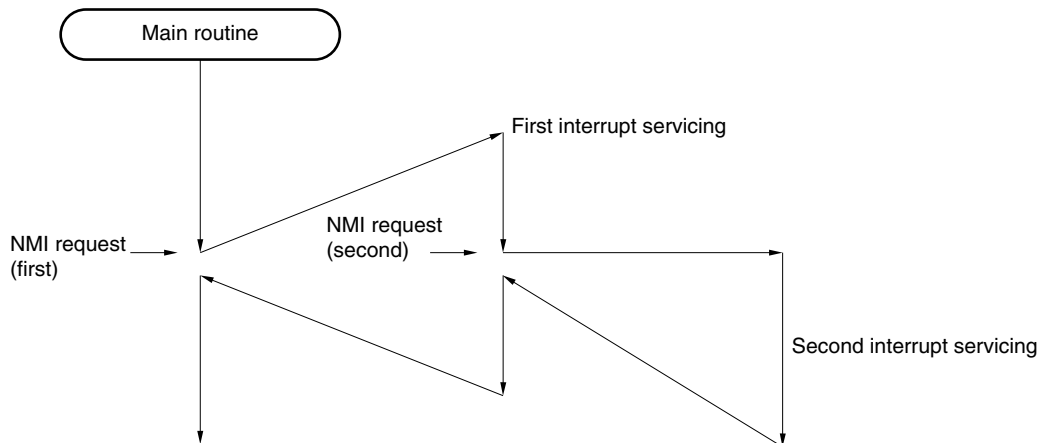 Main routine
First interrupt servicing
NMI request
(first)
NMI request
(second)
Second interrupt servicing